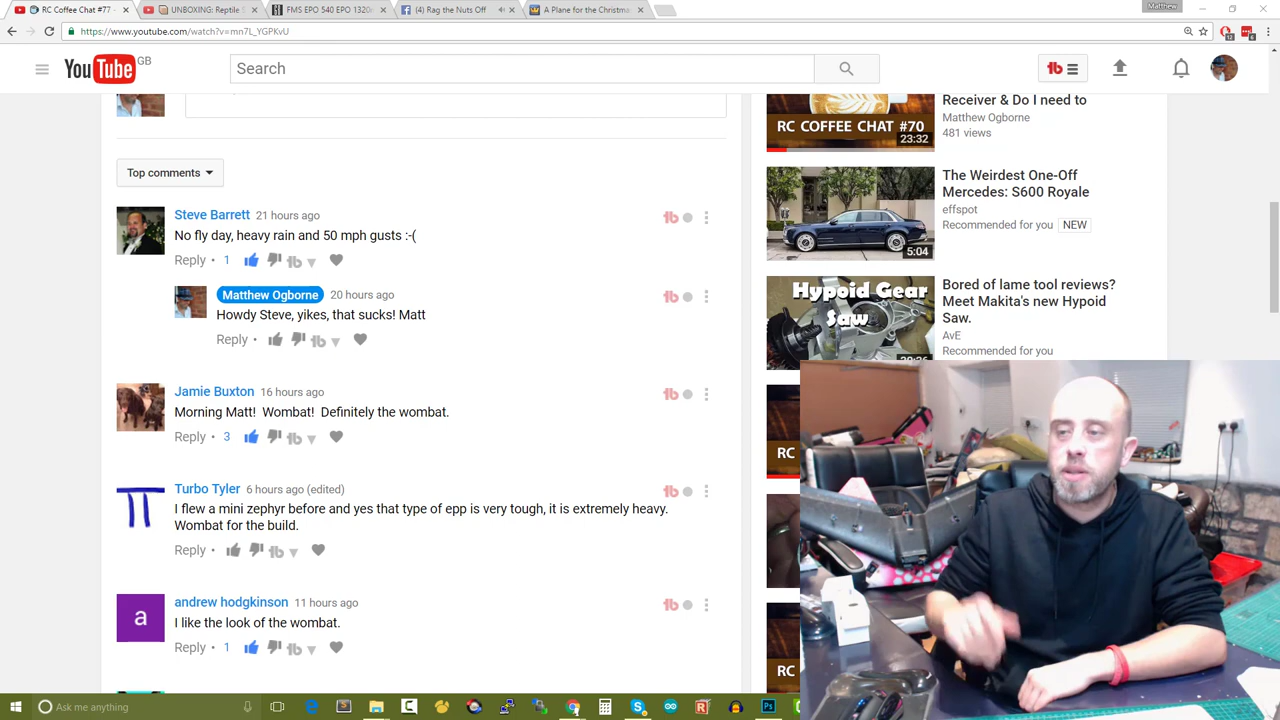 Matthew
RC Coffee Chat #77 -
UNBOXING: Reptile S
FMS EPO 540 EPO 1320
(4) Rag the Nuts Off
A Plane for the Christma
https://www.youtube.com/watch?v=mn7L_YGPKvU
12
6
YouTube GB
Search
Receiver & Do I need to
Matthew Ogborne
481 views
RC COFFEE CHAT #70
23:32
Top comments
The Weirdest One-Off
Mercedes: S600 Royale
effspot
Recommended for you NEW
5:04
Steve Barrett 21 hours ago
No fly day, heavy rain and 50 mph gusts :-(
Reply · 1
Matthew Ogborne 20 hours ago
Howdy Steve, yikes, that sucks! Matt
Reply ·
Hypoid Gear
Saw
Bored of lame tool reviews?
Meet Makita's new Hypoid
Saw.
AvE
Recommended for you
Jamie Buxton 16 hours ago
Morning Matt! Wombat! Definitely the wombat.
Reply · 3
RC
Turbo Tyler 6 hours ago (edited)
I flew a mini zephyr before and yes that type of epp is very tough, it is extremely heavy.
Wombat for the build.
Reply ·
a
andrew hodgkinson 11 hours ago
I like the look of the wombat.
Reply · 1
RC
Ask me anything